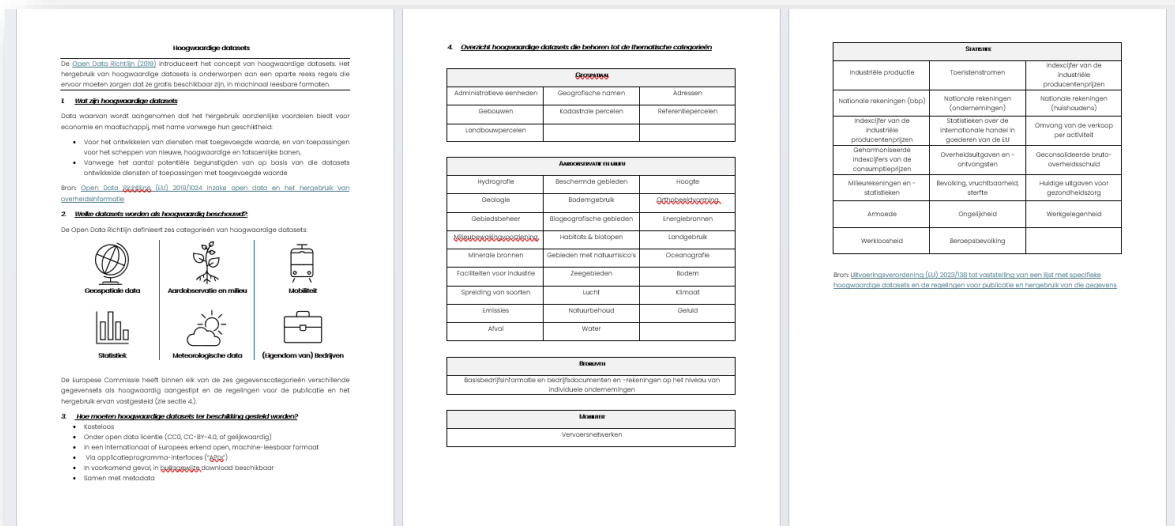 Hoogwaardige datasets
De Open Data Richtlijn (2019) introduceert het concept van hoogwaardige datasets. Het
hergebruik van hoogwaardige datasets is onderworpen aan een aparte reeks regels die
ervoor moeten zorgen dat ze gratis beschikbaar zijn, in machinaal leesbare formaten.
1. Wat zijn hoogwaardige datasets
Data waarvan wordt aangenomen dat het hergebruik aanzienlijke voordelen biedt voor
economie en maatschappij, met name vanwege hun geschiktheid:
• Voor het ontwikkelen van diensten met toegevoegde waarde, en van toepassingen
voor het scheppen van nieuwe, hoogwaardige en fatsoenlijke banen,
• Vanwege het aantal potentiële begunstigden van op basis van die datasets
ontwikkelde diensten of toepassingen met toegevoegde waarde
Bron: Open Data Richtlijn (EU) 2019/1024 inzake open data en het hergebruik van
overheidsinformatie
2. Welke datasets worden als hoogwaardig beschouwd?
De Open Data Richtlijn definieert zes categorieën van hoogwaardige datasets:
Geospatiale data
Aardobservatie en milieu
Mobiliteit
Statistiek
Meteorologische data
(Eigendom van) Bedrijven
De Europese Commissie heeft binnen elk van de zes gegevenscategorieën verschillende
gegevensets als hoogwaardig aangestipt en de regelingen voor de publicatie en het
hergebruik ervan vastgesteld (zie sectie 4.).
3. Hoe moeten hoogwaardige datasets ter beschikking gesteld worden?
• Kosteloos
• Onder open data licentie (CC0, CC-BY-4.0, of gelijkwaardig)
• In een internationaal of Europees erkend open, machine-leesbaar formaat
• Via applicatieprogramma-interfaces ("API's")
• In voorkomend geval, in bulksgewijze download beschikbaar
• Samen met metadata
4. Overzicht hoogwaardige datasets die behoren tot de thematische categorieën
GEOSPATIAAL
Administratieve eenheden
Geografische namen
Adressen
Gebouwen
Kadastrale percelen
Referentiepercelen
Landbouwpercelen
AARDOBSERVATIE EN MILIEU
Hydrografie
Beschermde gebieden
Hoogte
Geologie
Bodemgebruik
Orthobeeldvorming
Gebiedsbeheer
Biogeografische gebieden
Energiebronnen
Milieubewakingsvoorziening
Habitats & biotopen
Landgebruik
Minerale bronnen
Gebieden met natuurrisico's
Oceanografie
Faciliteiten voor industrie
Zeegebieden
Bodem
Spreiding van soorten
Lucht
Klimaat
Emissies
Natuurbehoud
Geluid
Afval
Water
BEDRIJVEN
Basisbedrijfsinformatie en bedrijfsdocumenten en -rekeningen op het niveau van
individuele ondernemingen
MOBILITEIT
Vervoersnetwerken
STATISTIEK
Industriële productie
Toeristenstromen
Indexcijfer van de
industriële
producentenprijzen
Nationale rekeningen (bbp)
Nationale rekeningen
(ondernemingen)
Nationale rekeningen
(huishoudens)
Indexcijfer van de
industriële
producentenprijzen
Statistieken over de
internationale handel in
goederen van de EU
Omvang van de verkoop
per activiteit
Geharmoniseerde
indexcijfers van de
consumptieprijzen
Overheidsuitgaven en -
ontvangsten
Geconsolideerde bruto-
overheidsschuld
Milieurekeningen en -
statistieken
Bevolking, vruchtbaarheid,
sterfte
Huidige uitgaven voor
gezondheidszorg
Armoede
Ongelijkheid
Werkgelegenheid
Werkloosheid
Beroepsbevolking
Bron: Uitvoeringsverordening (EU) 2023/138 tot vaststelling van een lijst met specifieke
hoogwaardige datasets en de regelingen voor publicatie en hergebruik van die gegevens